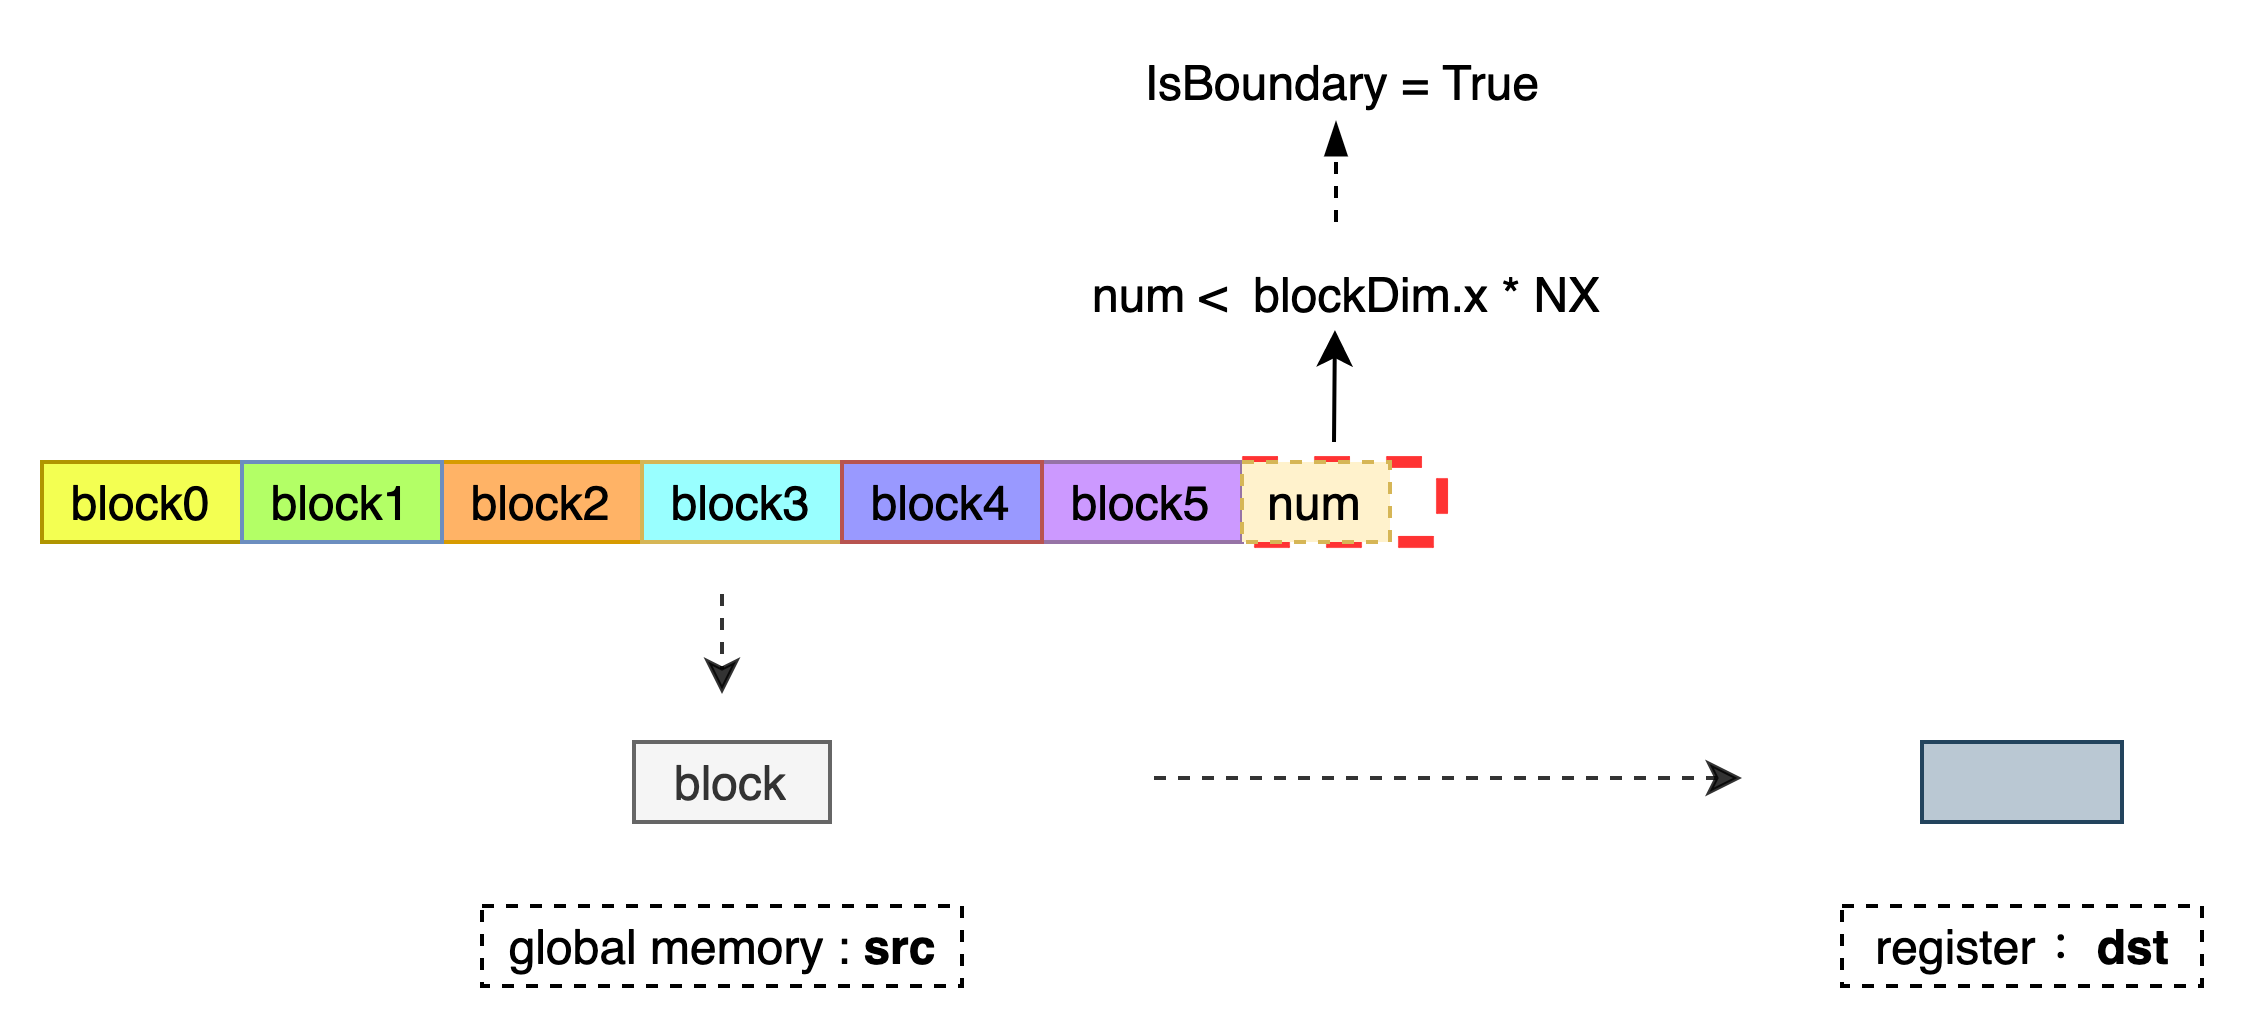 IsBoundary = True
num < blockDim.x * NX
block0 block1 block2 block3 block4 block5 num
block
global memory : src
register： dst